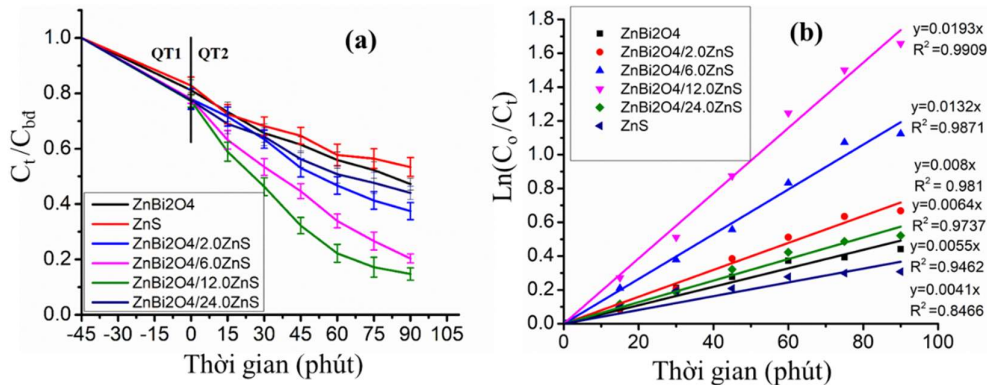 (a)
QT1 QT2
Ct/Cbd
1.0
0.8
0.6
0.4
0.2
0.0
ZnBi2O4
ZnS
ZnBi2O4/2.0ZnS
ZnBi2O4/6.0ZnS
ZnBi2O4/12.0ZnS
ZnBi2O4/24.0ZnS
-45 -30 -15 0 15 30 45 60 75 90 105
Thời gian (phút)
(b)
Ln(Co/Ct)
1.8
1.6
1.4
1.2
1.0
0.8
0.6
0.4
0.2
0.0
ZnBi2O4
ZnBi2O4/2.0ZnS
ZnBi2O4/6.0ZnS
ZnBi2O4/12.0ZnS
ZnBi2O4/24.0ZnS
ZnS
y=0.0193x
R²=0.9909
y=0.0132x
R²=0.9871
y=0.008x
R² = 0.981
y=0.0064x
R²=0.9737
y=0.0055x
R²=0.9462
y=0.0041x
R²=0.8466
0 20 40 60 80 100
Thời gian (phút)